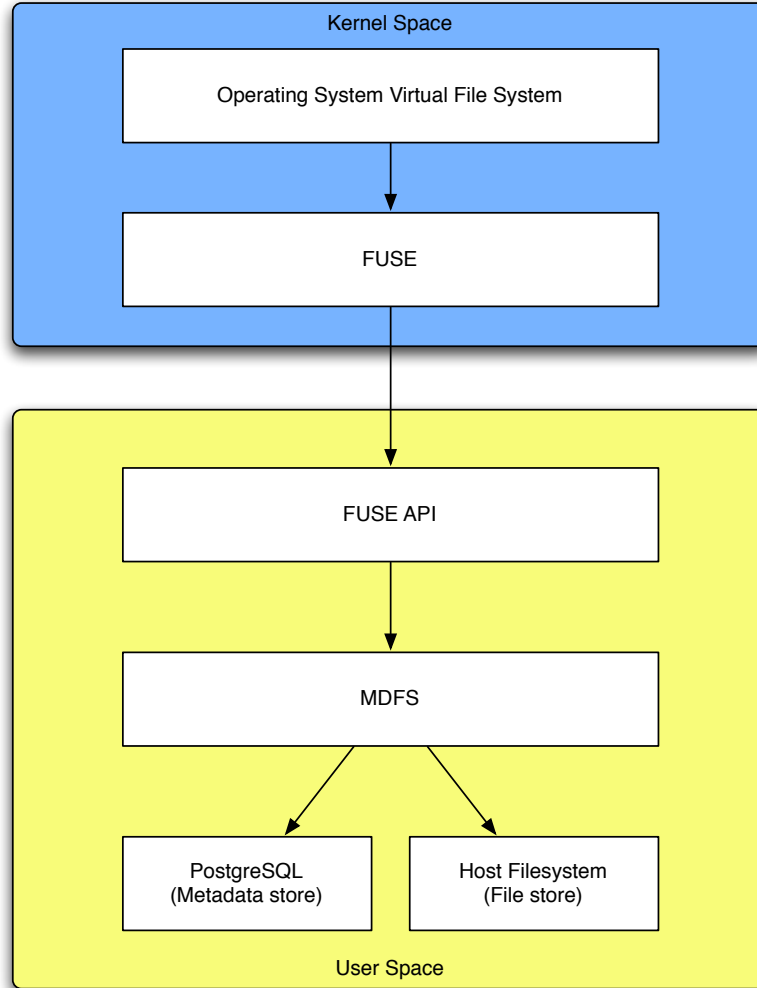 Kernel Space
Operating System Virtual File System
FUSE
FUSE API
MDFS
PostgreSQL
(Metadata store)
Host Filesystem
(File store)
User Space